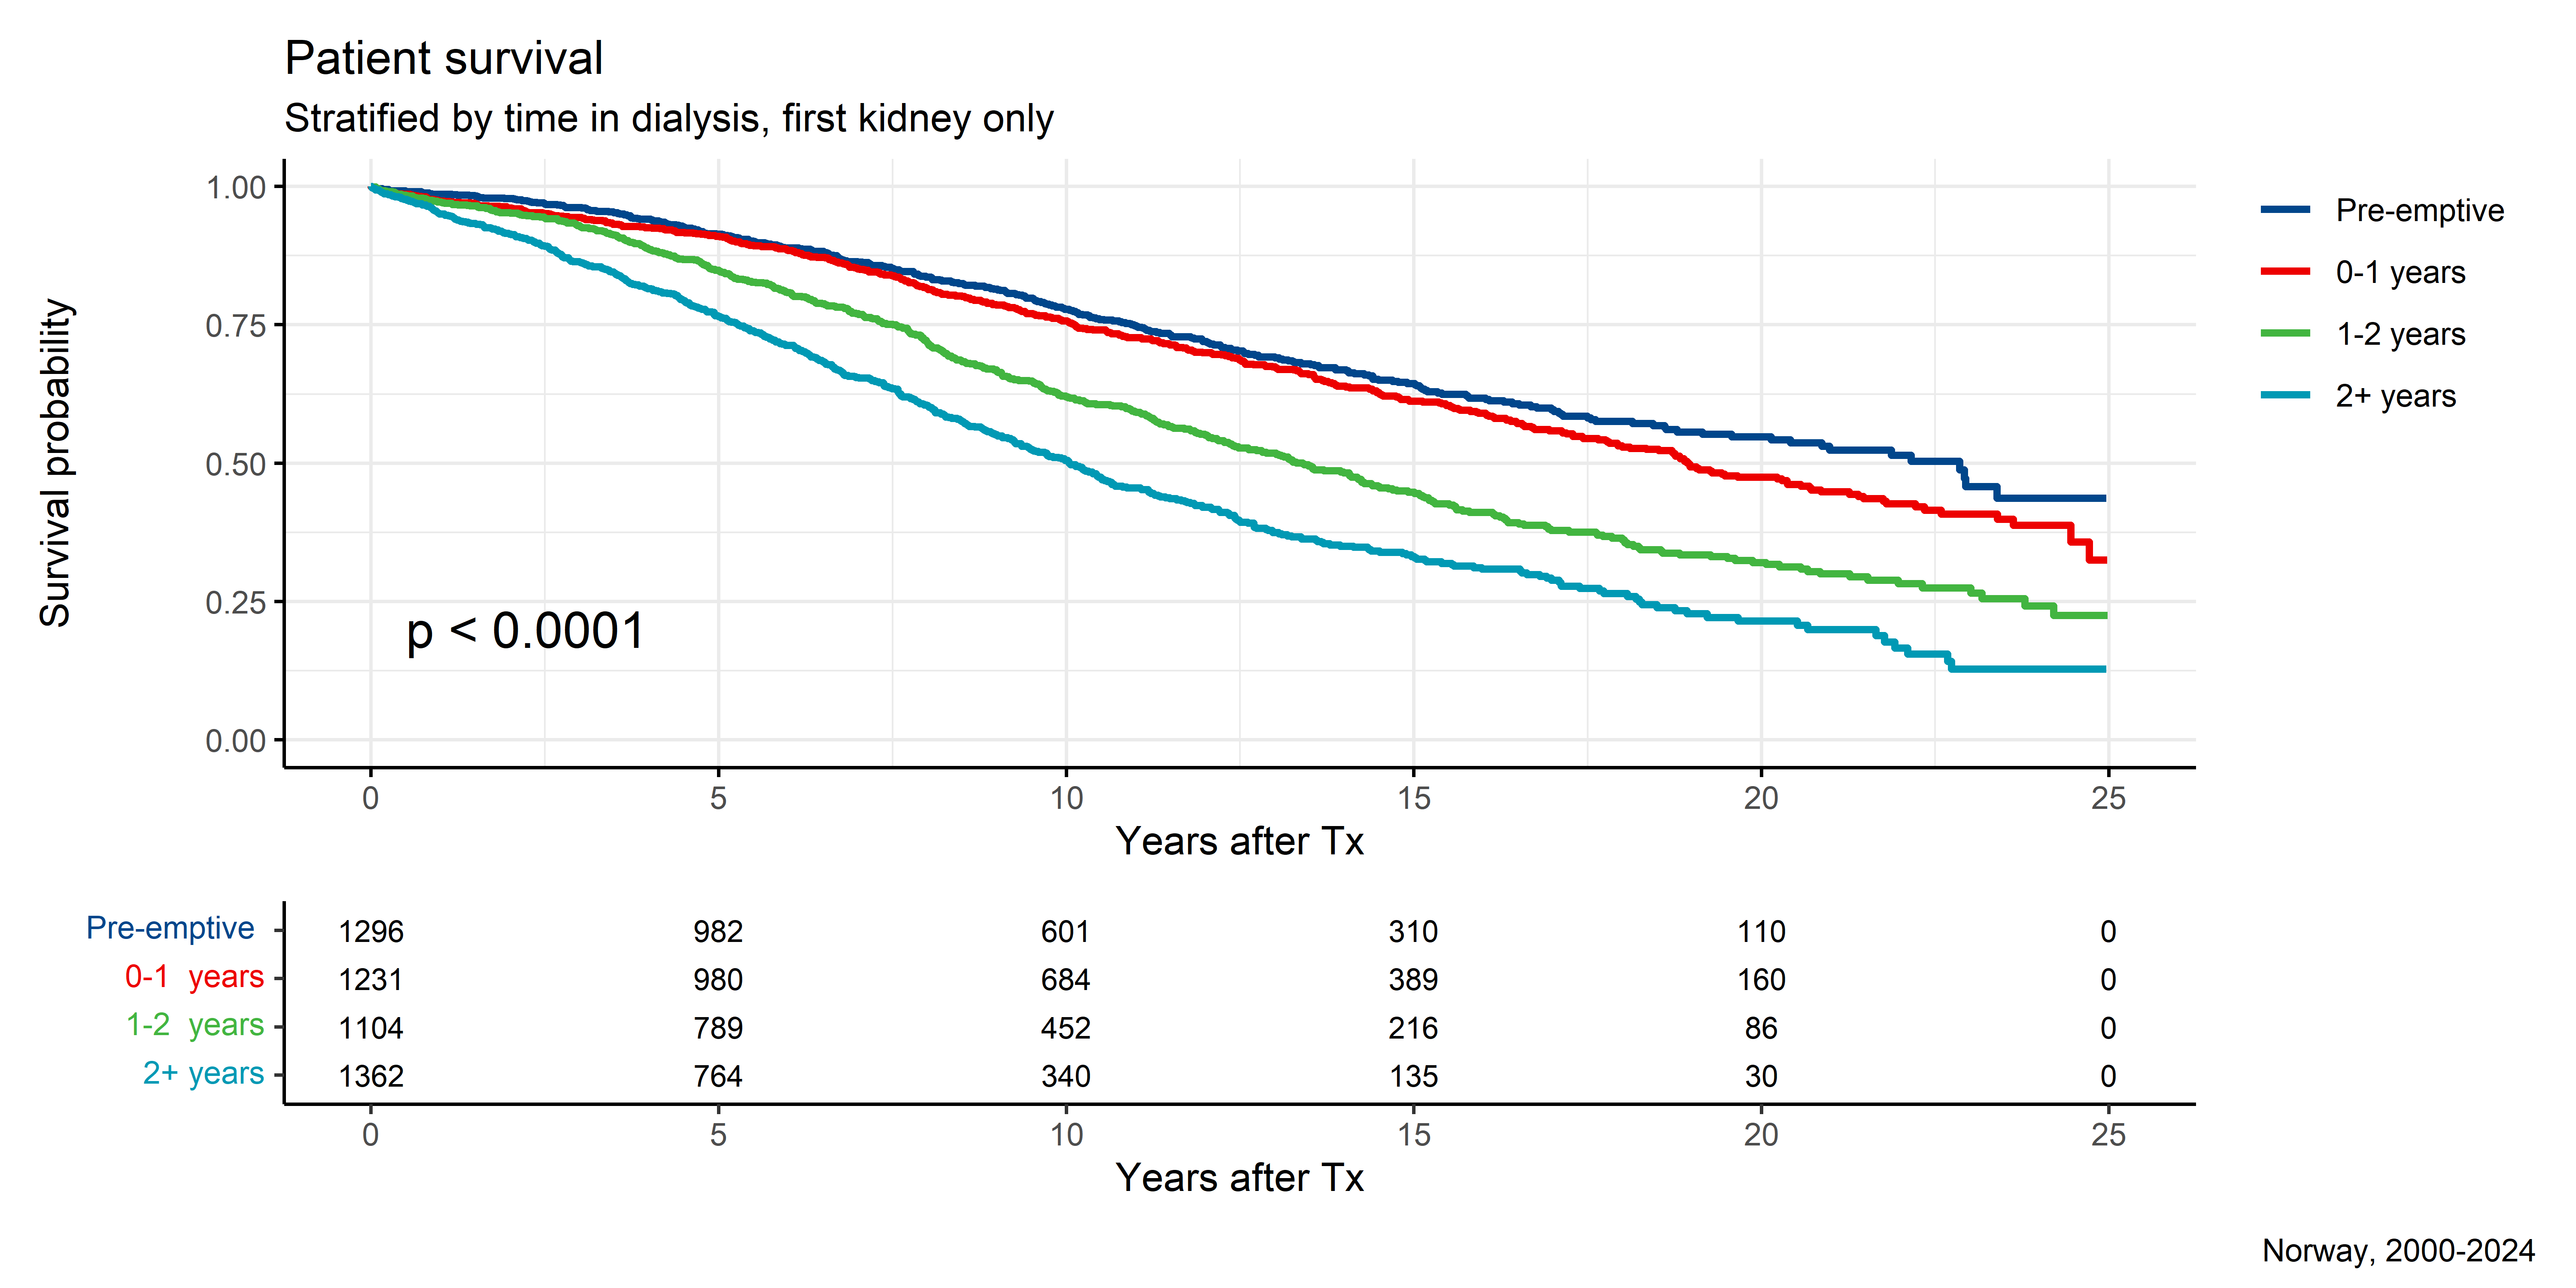 Patient survival
Stratified by time in dialysis, first kidney only
Survival probability
1.00
0.75
0.50
0.25
0.00
p < 0.0001
0 5 10 15 20 25
Years after Tx
Pre-emptive
0-1 years
1-2 years
2+ years
Pre-emptive 1296 982 601 310 110 0
0-1 years 1231 980 684 389 160 0
1-2 years 1104 789 452 216 86 0
2+ years 1362 764 340 135 30 0
0 5 10 15 20 25
Years after Tx
Norway, 2000-2024